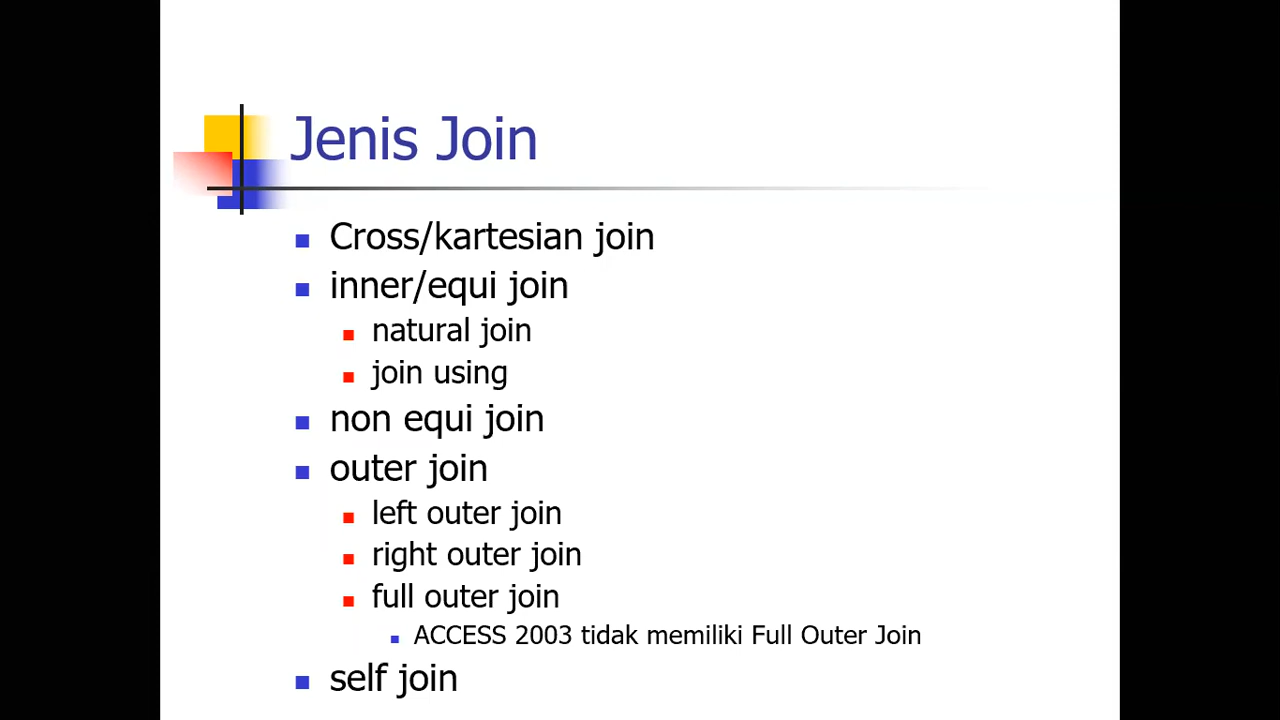 Jenis Join
Cross/kartesian join
inner/equi join
natural join
join using
non equi join
outer join
left outer join
right outer join
full outer join
ACCESS 2003 tidak memiliki Full Outer Join
self join